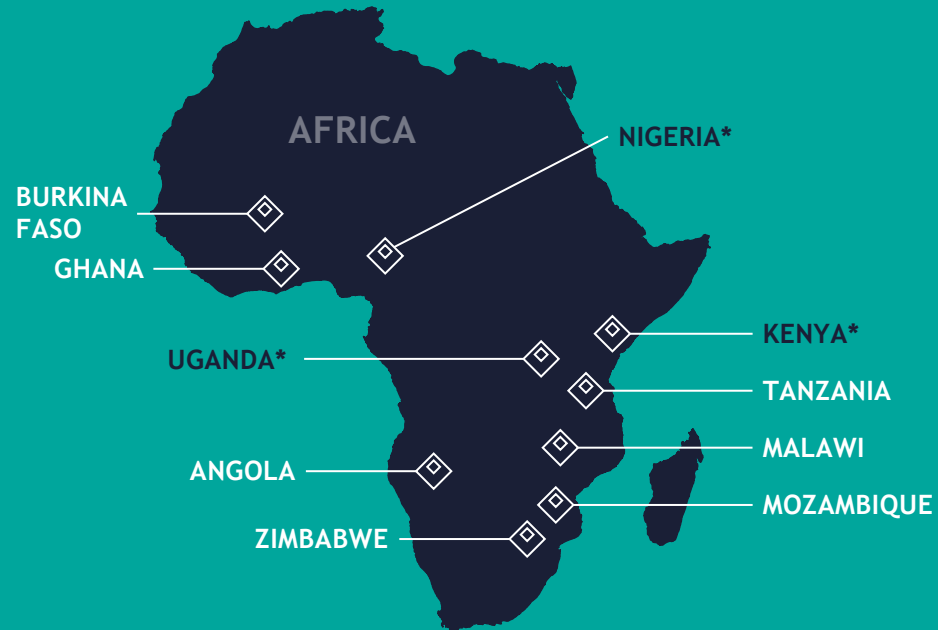 AFRICA
NIGERIA*
BURKINA
FASO
GHANA
KENYA*
UGANDA*
TANZANIA
MALAWI
ANGOLA
MOZAMBIQUE
ZIMBABWE